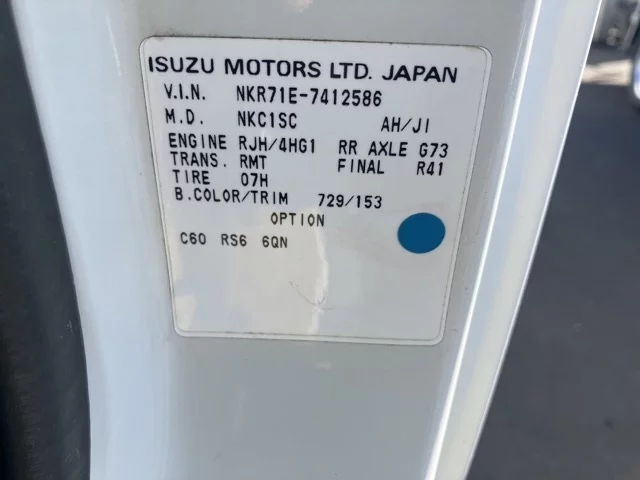 ISUZU MOTORS LTD. JAPAN
V.I.N. NKR71E-7412586
M.D. NKC1SC AH/JI
ENGINE RJH/4HG1 RR AXLE G73
TRANS. RMT FINAL R41
TIRE 07H
B.COLOR/TRIM 729/153
OPTION
C60 RS6 6QN